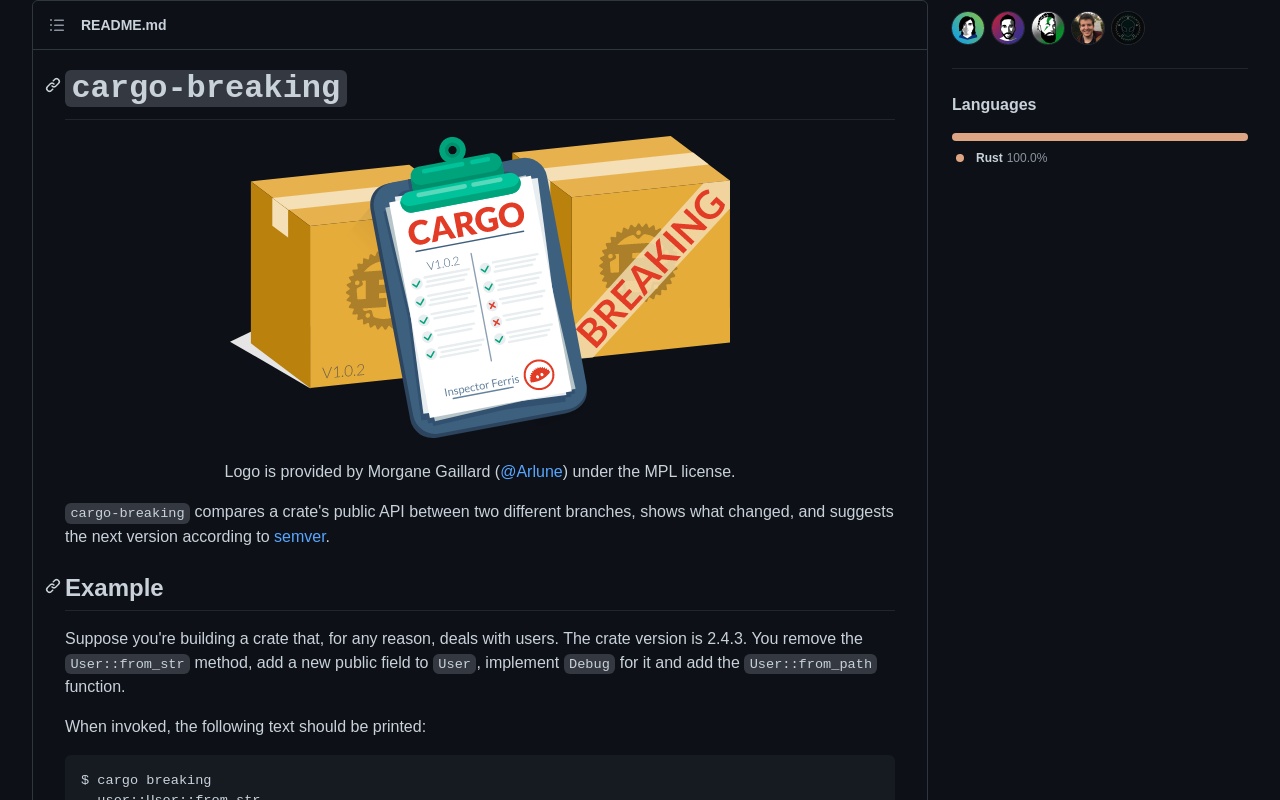 README.md
cargo-breaking
CARGO
V1.0.2
Inspector Ferris
V1.0.2
BREAKING
Logo is provided by Morgane Gaillard (@Arlune) under the MPL license.
cargo-breaking compares a crate's public API between two different branches, shows what changed, and suggests
the next version according to semver.
Example
Suppose you're building a crate that, for any reason, deals with users. The crate version is 2.4.3. You remove the
User::from_str method, add a new public field to User, implement Debug for it and add the User::from_path
function.
When invoked, the following text should be printed:
$ cargo breaking
- user::User::from_str
Languages
Rust 100.0%